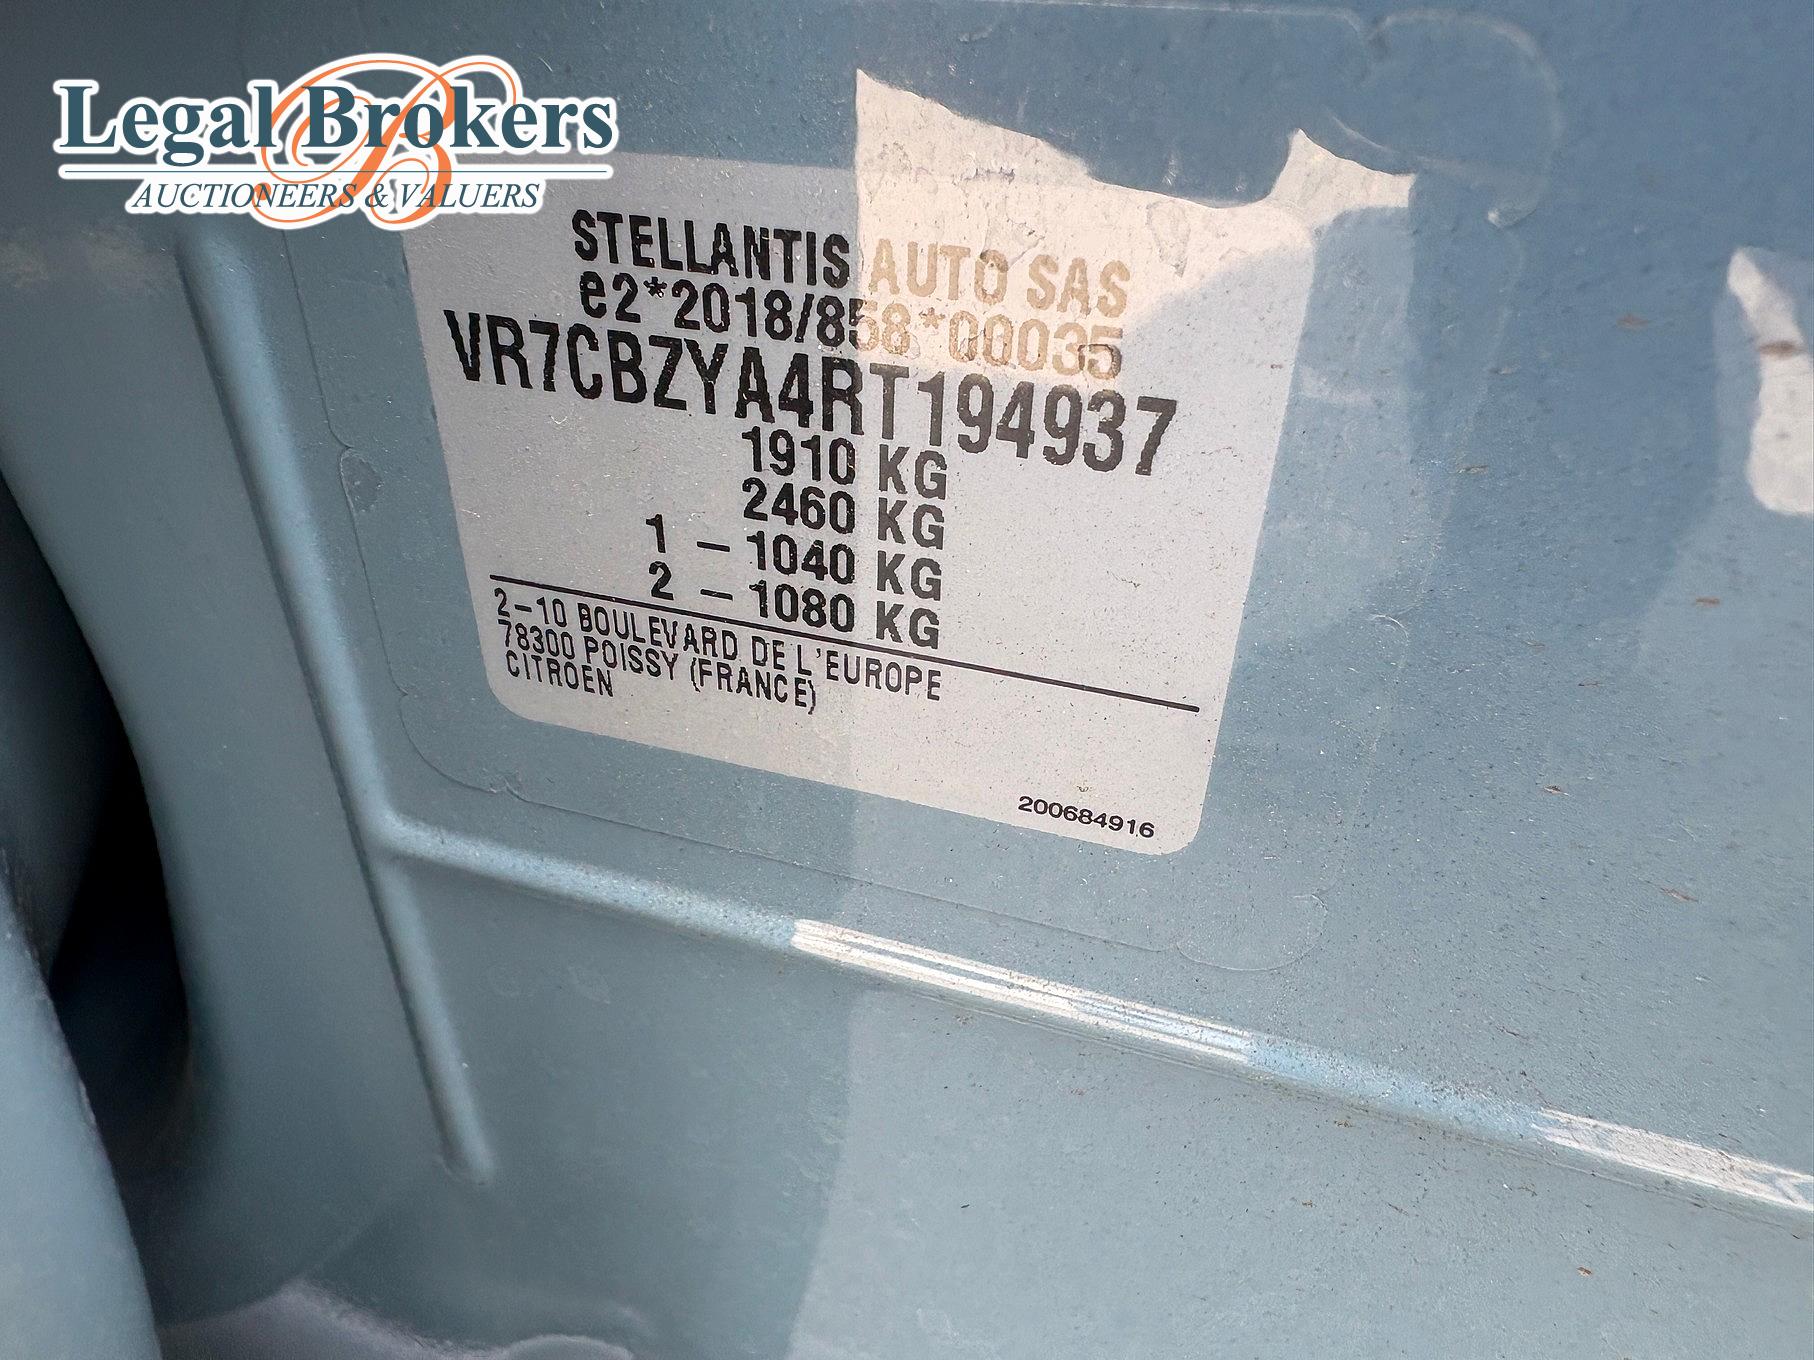 Legal Brokers
AUCTIONEERS & VALUERS
STELLANTIS AUTO SAS
e2*2018/858*00035
VR7CBZYA4RT194937
1910 KG
2460 KG
1 – 1040 KG
2 – 1080 KG
2–10 BOULEVARD DE L'EUROPE
78300 POISSY (FRANCE)
CITROEN
200684916